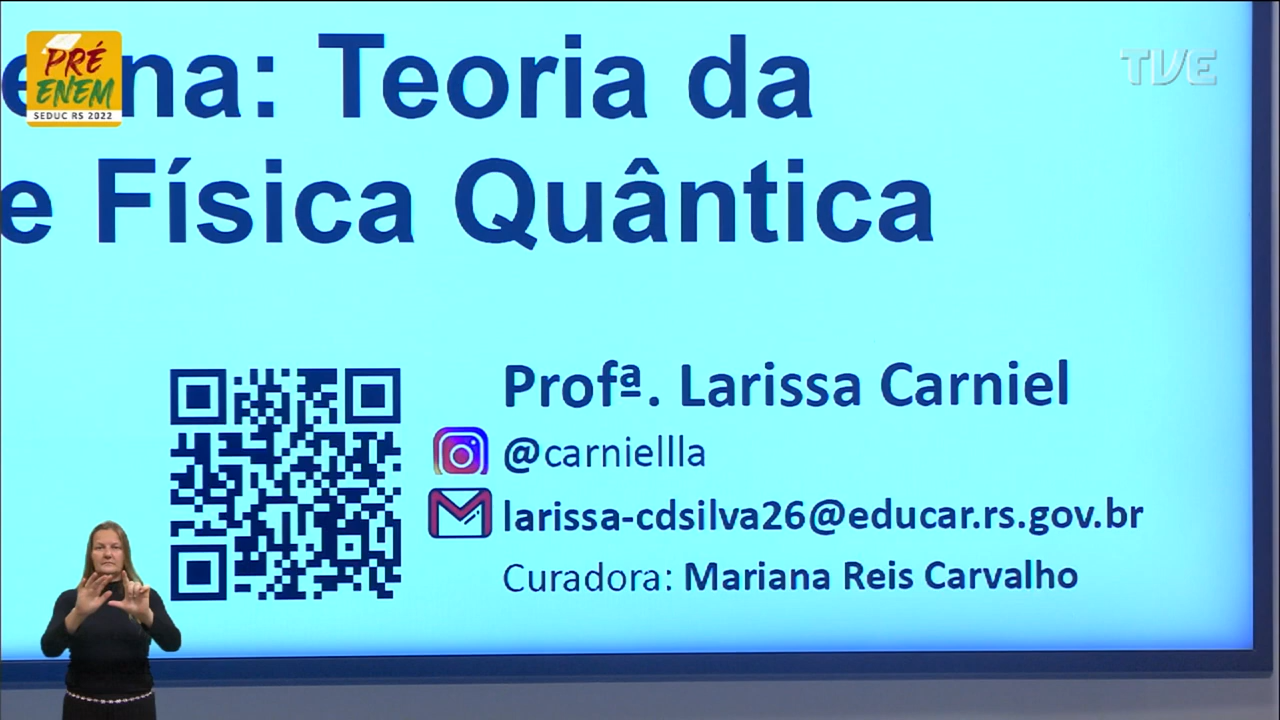 PRÉ
ENEM
SEDUC RS 2022
TVE
na: Teoria da
e Física Quântica
Profª. Larissa Carniel
@carniellla
larissa-cdsilva26@educar.rs.gov.br
Curadora: Mariana Reis Carvalho